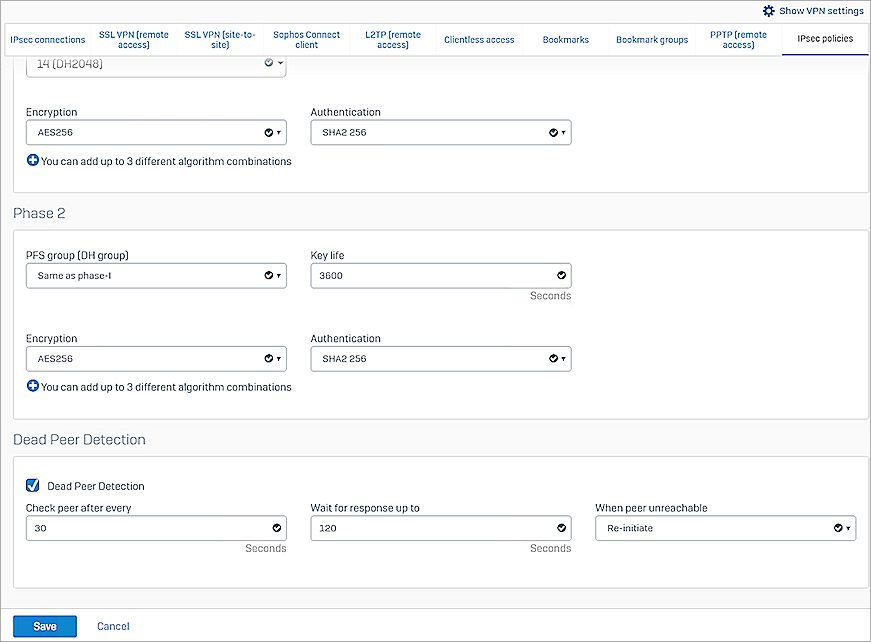 Show VPN settings
IPsec connections
SSL VPN (remote access)
SSL VPN (site-to-site)
Sophos Connect client
L2TP (remote access)
Clientless access
Bookmarks
Bookmark groups
PPTP (remote access)
IPsec policies
14 (DH2048)
Encryption Authentication
AES256 SHA2 256
You can add up to 3 different algorithm combinations
Phase 2
PFS group (DH group) Key life
Same as phase-I 3600
Seconds
Encryption Authentication
AES256 SHA2 256
You can add up to 3 different algorithm combinations
Dead Peer Detection
Dead Peer Detection
Check peer after every Wait for response up to When peer unreachable
30 120 Re-initiate
Seconds Seconds
Save Cancel